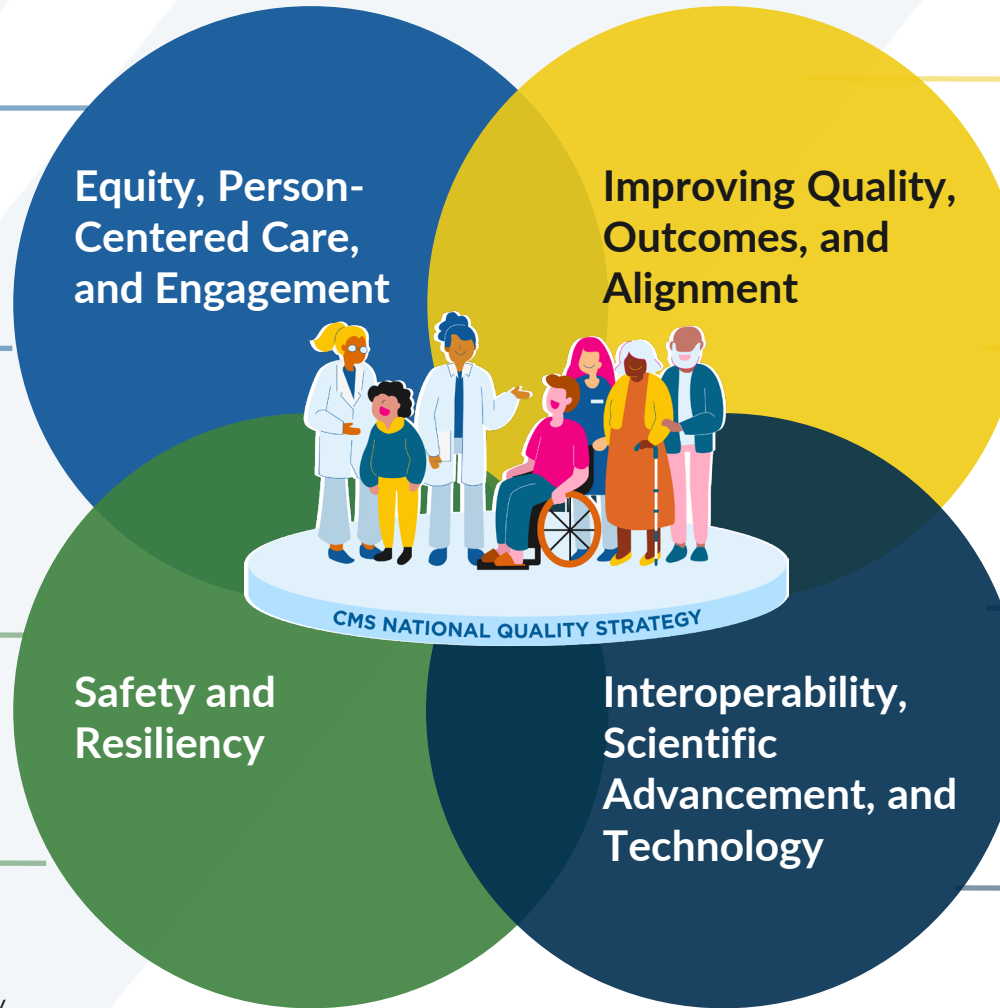 Equity, Person-
Centered Care,
and Engagement
Improving Quality,
Outcomes, and
Alignment
CMS NATIONAL QUALITY STRATEGY
Safety and
Resiliency
Interoperability,
Scientific
Advancement, and
Technology